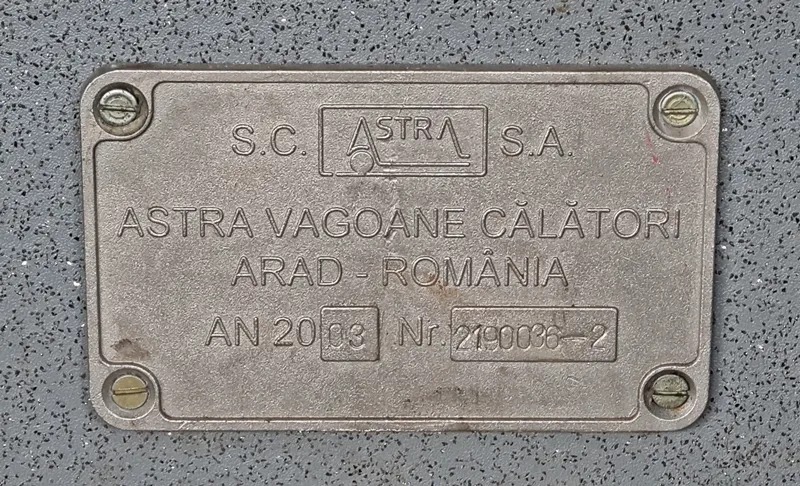 S.C. ASTRA S.A.
ASTRA VAGOANE CĂLĂTORI
ARAD - ROMÂNIA
AN 2003 Nr. 2190036-2